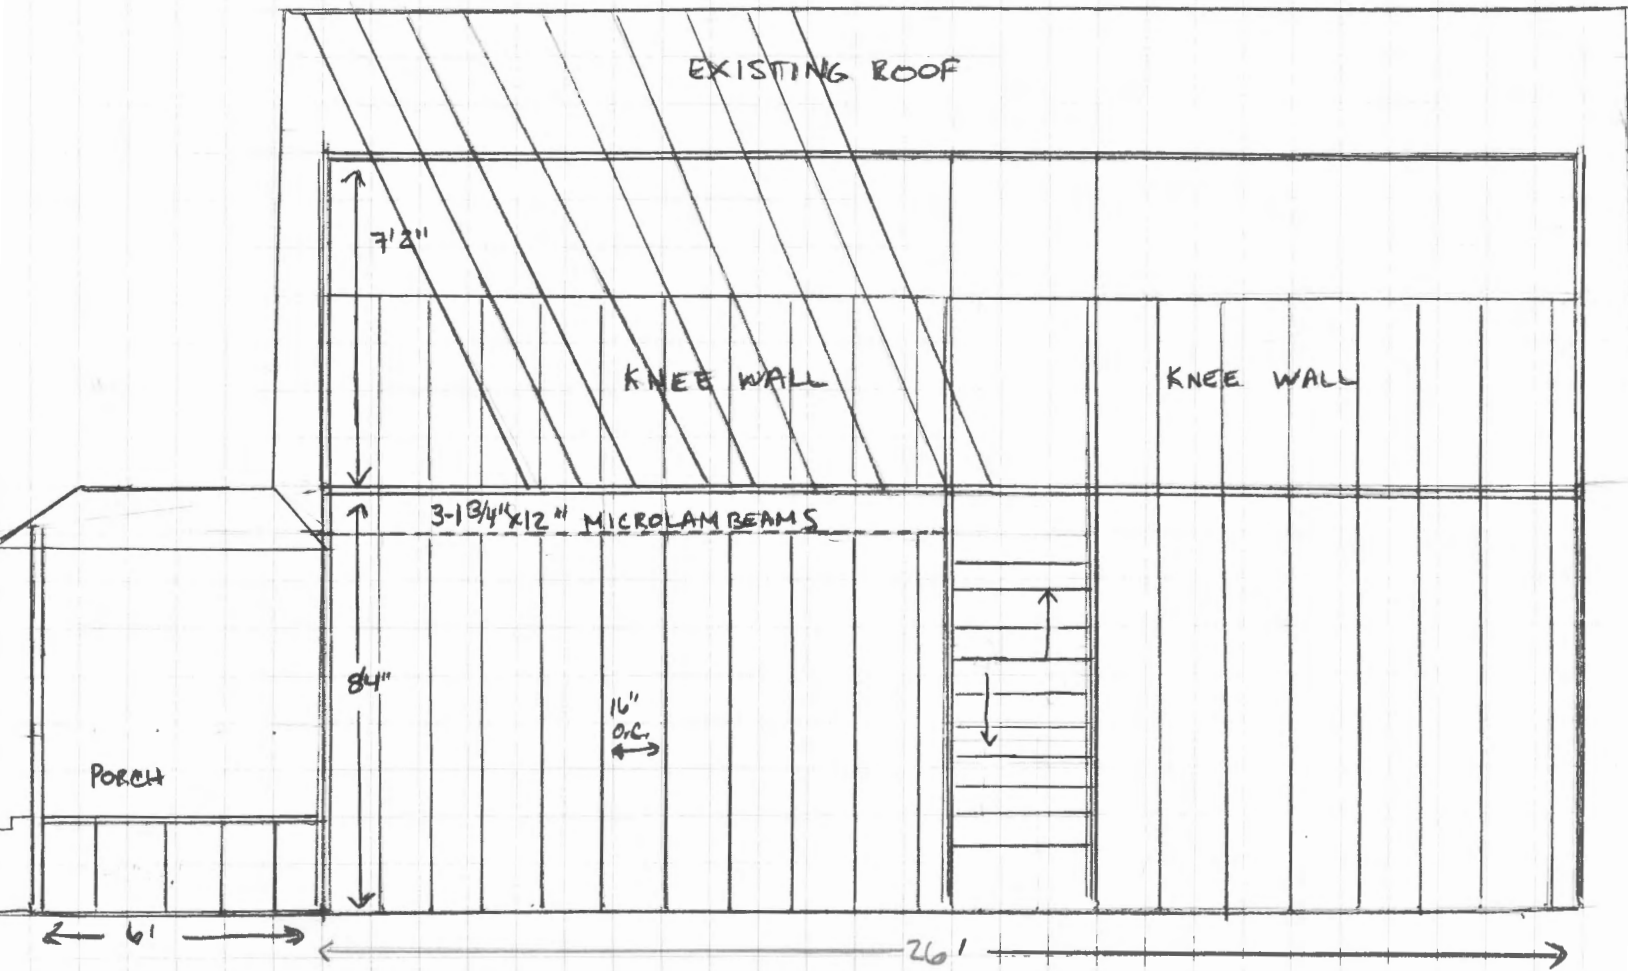 EXISTING ROOF
7'2"
KNEE WALL
KNEE WALL
3-1 3/4" x 12" MICROLAM BEAMS
8'4"
16"
O.C.
PORCH
6'
26'